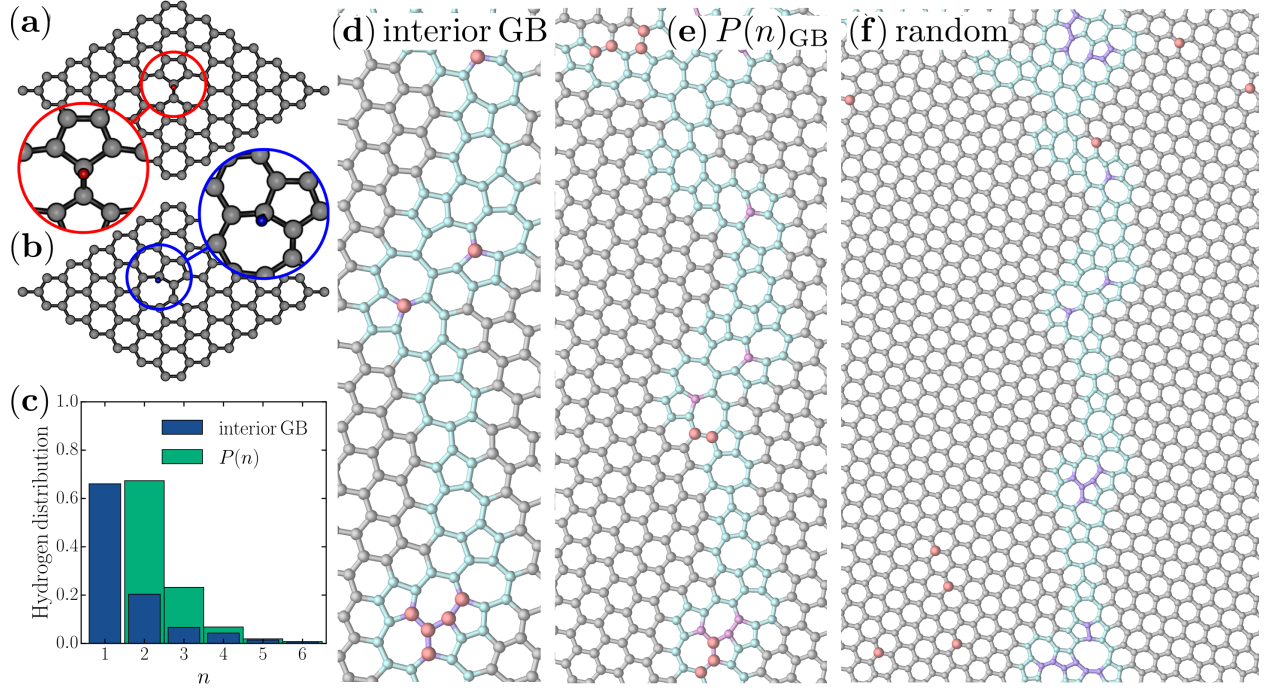 (a)
(b)
(c)
Hydrogen distribution
1.0
0.8
0.6
0.4
0.2
0.0
interior GB
P(n)
1 2 3 4 5 6
n
(d) interior GB
(e) P(n)GB
(f) random